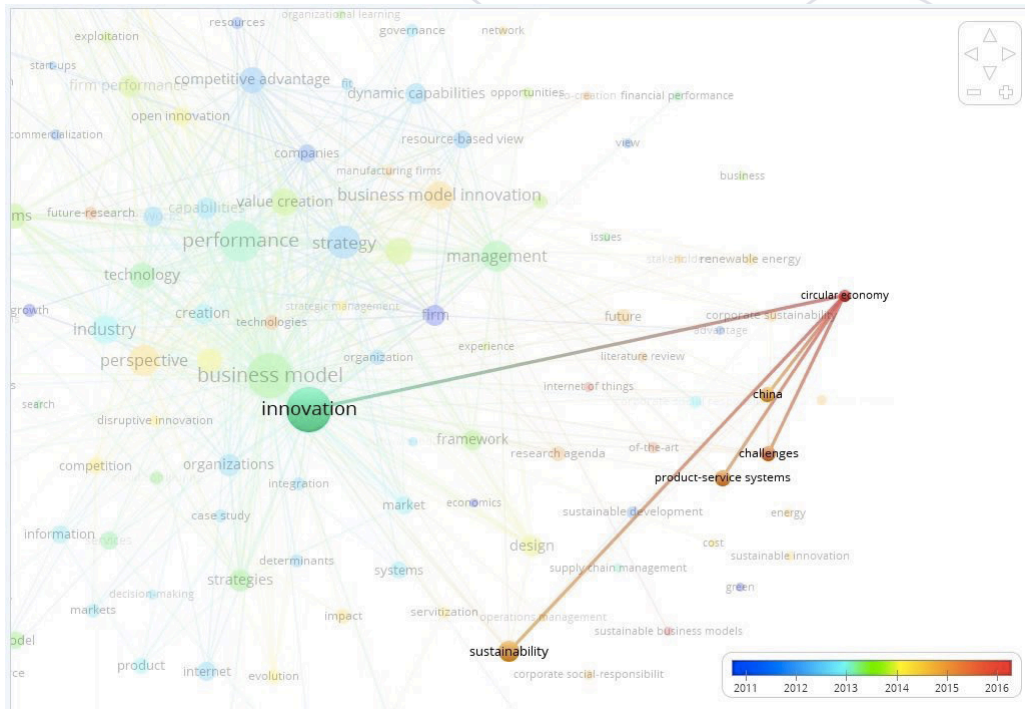 organizational learning
resources
governance
network
exploitation
start-ups
competitive advantage
firm performance
fit
dynamic capabilities
opportunities
co-creation
financial performance
open innovation
commercialization
resource-based view
view
companies
manufacturing firms
business
business model innovation
value creation
capabilities
future-research
ms
performance
strategy
issues
management
stakeholder
renewable energy
technology
circular economy
strategic management
growth
creation
firm
future
corporate sustainability
technologies
industry
advantage
experience
organization
literature review
perspective
business model
internet of things
china
search
innovation
disruptive innovation
framework
of-the-art
challenges
research agenda
competition
organizations
product-service systems
integration
economics
market
case study
sustainable development
energy
information
services
cost
design
sustainable innovation
determinants
systems
supply chain management
strategies
green
decision-making
markets
impact
servitization
operations management
sustainable business models
odel
sustainability
product
internet
evolution
corporate social-responsibilit
rce
2011 2012 2013 2014 2015 2016